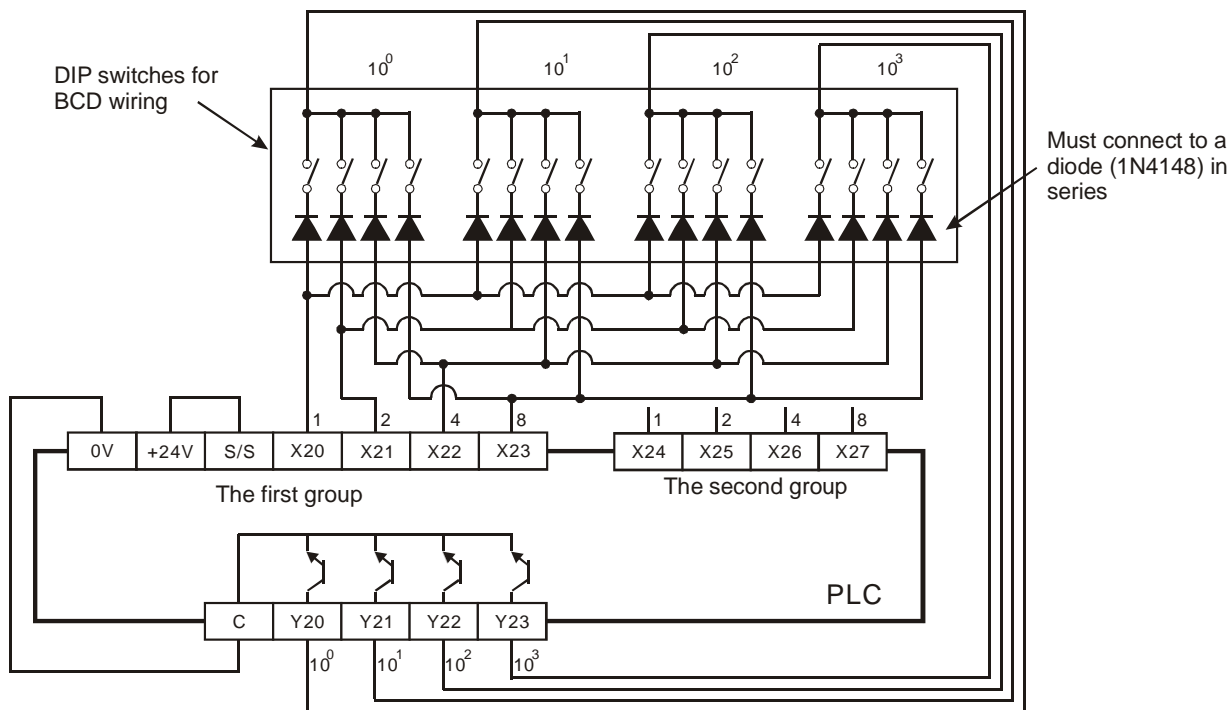 10^0
10^1
10^2
10^3
DIP switches for
BCD wiring
Must connect to a
diode (1N4148) in
series
1 2 4 8
1 2 4 8
0V +24V S/S X20 X21 X22 X23
X24 X25 X26 X27
The first group
The second group
PLC
C Y20 Y21 Y22 Y23
10^0 10^1 10^2 10^3